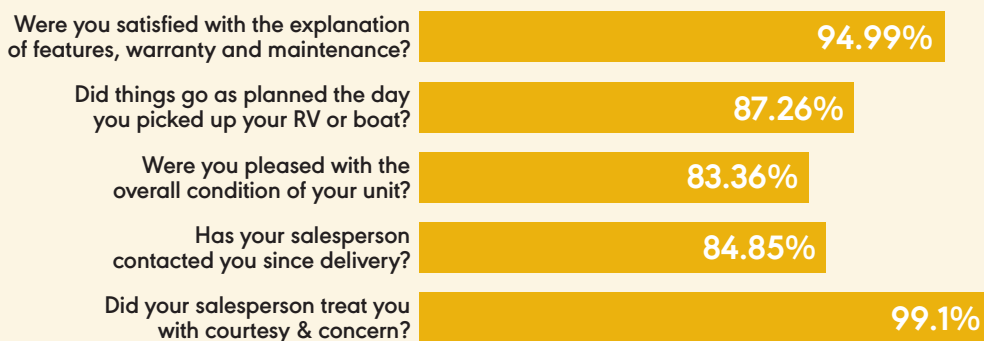 Were you satisfied with the explanation
of features, warranty and maintenance?
94.99%
Did things go as planned the day
you picked up your RV or boat?
87.26%
Were you pleased with the
overall condition of your unit?
83.36%
Has your salesperson
contacted you since delivery?
84.85%
Did your salesperson treat you
with courtesy & concern?
99.1%